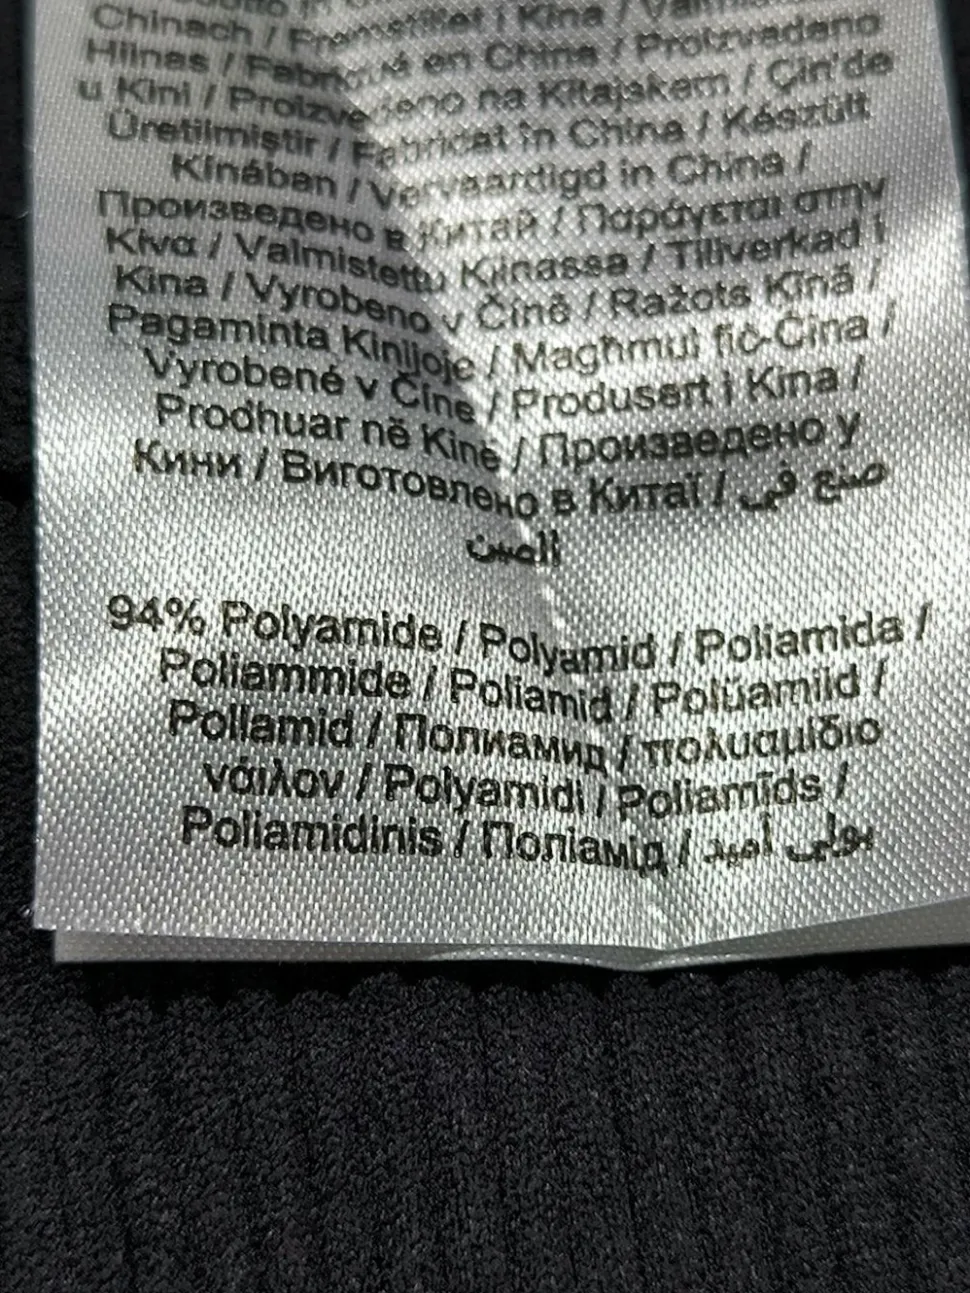 Chinach / Fremstillet i Kina /
Hiinas / Fabriqué en China / Proizvedano
u Kini / Proizvedeno na Kitajskem / Çin'de
Üretilmiştir / Fabricat în China / Készült
Kínában / Vervaardigd in China /
Произведено в Китай / Παράγεται στην
Κίνα / Valmistettu Kiinassa / Tillverkad i
Kina / Vyrobeno v Číně / Ražots Ķīnā /
Pagaminta Kinijoje / Magħmul fiċ-Ċina /
Vyrobené v Číne / Produsert i Kina /
Prodhuar në Kinë / Произведено у
Кини / Виготовлено в Китаї / صنع في
الصين
94% Polyamide / Polyamid / Poliamida /
Poliammide / Poliamid / Polüamiid /
Poliamid / Полиамид / πολυαμίδιο
νάιλον / Polyamidi / Poliamīds /
Poliamidinis / Поліамід / بولي أميد